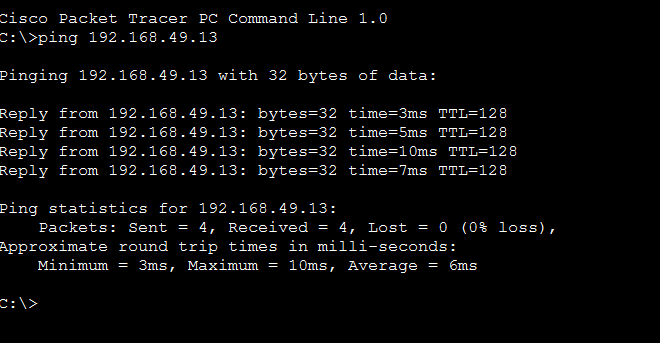 Cisco Packet Tracer PC Command Line 1.0
C:\>ping 192.168.49.13
Pinging 192.168.49.13 with 32 bytes of data:
Reply from 192.168.49.13: bytes=32 time=3ms TTL=128
Reply from 192.168.49.13: bytes=32 time=5ms TTL=128
Reply from 192.168.49.13: bytes=32 time=10ms TTL=128
Reply from 192.168.49.13: bytes=32 time=7ms TTL=128
Ping statistics for 192.168.49.13:
Packets: Sent = 4, Received = 4, Lost = 0 (0% loss),
Approximate round trip times in milli-seconds:
Minimum = 3ms, Maximum = 10ms, Average = 6ms
C:\>